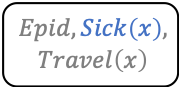 Epid, Sick(x),
Travel(x)